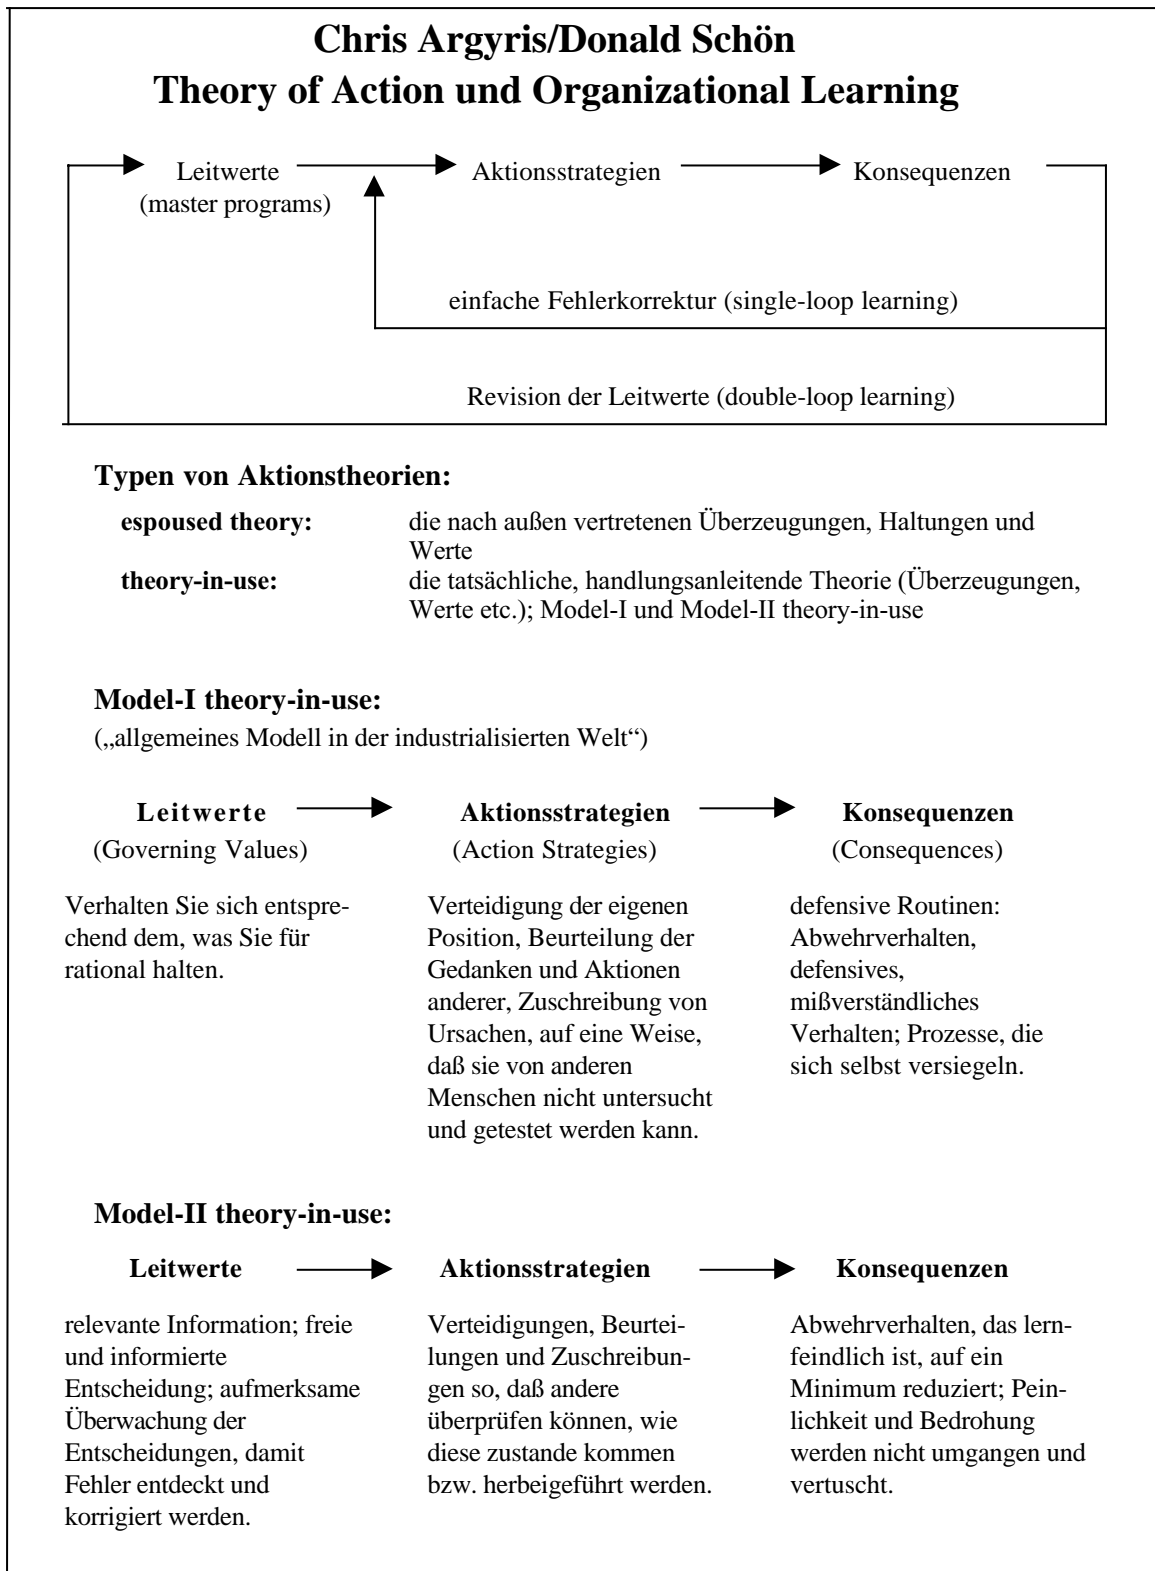 Chris Argyris/Donald Schön
Theory of Action und Organizational Learning
Leitwerte
(master programs)
Aktionsstrategien
Konsequenzen
einfache Fehlerkorrektur (single-loop learning)
Revision der Leitwerte (double-loop learning)
Typen von Aktionstheorien:
espoused theory:
die nach außen vertretenen Überzeugungen, Haltungen und
Werte
theory-in-use:
die tatsächliche, handlungsanleitende Theorie (Überzeugungen,
Werte etc.); Model-I und Model-II theory-in-use
Model-I theory-in-use:
(„allgemeines Modell in der industrialisierten Welt“)
Leitwerte
(Governing Values)
Verhalten Sie sich entspre-
chend dem, was Sie für
rational halten.
Aktionsstrategien
(Action Strategies)
Verteidigung der eigenen
Position, Beurteilung der
Gedanken und Aktionen
anderer, Zuschreibung von
Ursachen, auf eine Weise,
daß sie von anderen
Menschen nicht untersucht
und getestet werden kann.
Konsequenzen
(Consequences)
defensive Routinen:
Abwehrverhalten,
defensives,
mißverständliches
Verhalten; Prozesse, die
sich selbst versiegeln.
Model-II theory-in-use:
Leitwerte
relevante Information; freie
und informierte
Entscheidung; aufmerksame
Überwachung der
Entscheidungen, damit
Fehler entdeckt und
korrigiert werden.
Aktionsstrategien
Verteidigungen, Beurtei-
lungen und Zuschreibun-
gen so, daß andere
überprüfen können, wie
diese zustande kommen
bzw. herbeigeführt werden.
Konsequenzen
Abwehrverhalten, das lern-
feindlich ist, auf ein
Minimum reduziert; Pein-
lichkeit und Bedrohung
werden nicht umgangen und
vertuscht.